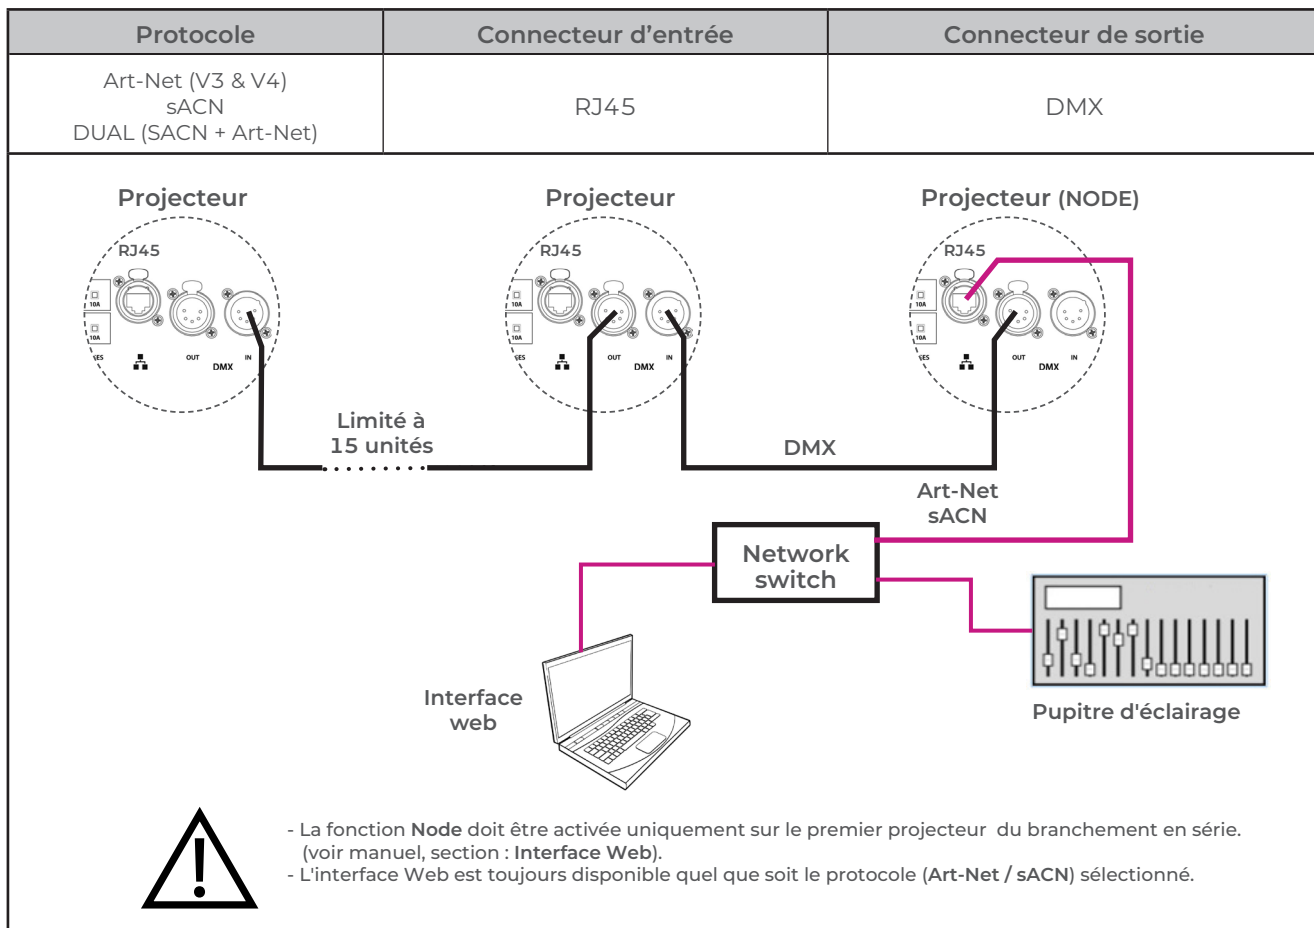 Protocole
Connecteur d'entrée
Connecteur de sortie
Art-Net (V3 & V4)
sACN
DUAL (SACN + Art-Net)
RJ45
DMX
Projecteur
Projecteur
Projecteur (NODE)
RJ45
10A
10A
SES
OUT
IN
DMX
RJ45
10A
10A
SES
OUT
IN
DMX
RJ45
10A
10A
SES
OUT
IN
DMX
Limité à
15 unités
DMX
Art-Net
sACN
Network
switch
Interface
web
Pupitre d'éclairage
- La fonction Node doit être activée uniquement sur le premier projecteur du branchement en série.
(voir manuel, section : Interface Web).
- L'interface Web est toujours disponible quel que soit le protocole (Art-Net / sACN) sélectionné.